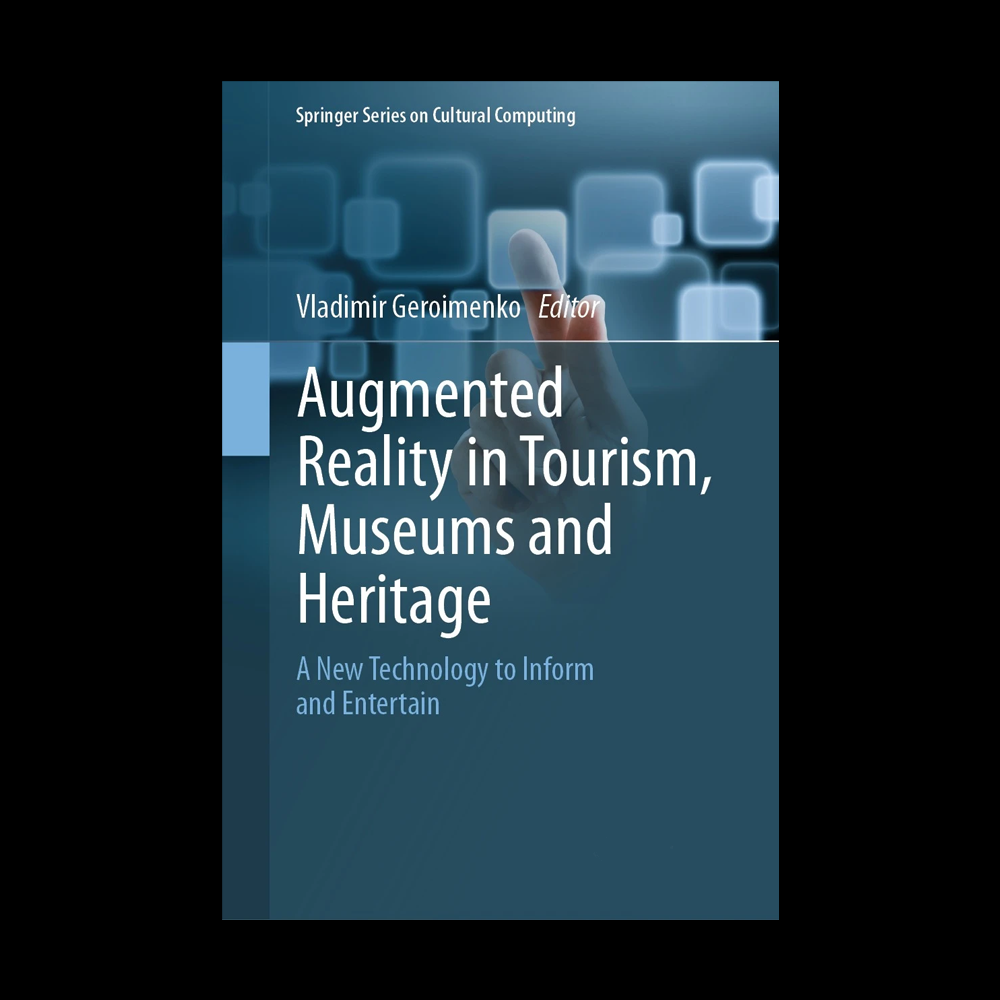 Springer Series on Cultural Computing
Vladimir Geroimenko Editor
Augmented
Reality in Tourism,
Museums and
Heritage
A New Technology to Inform
and Entertain